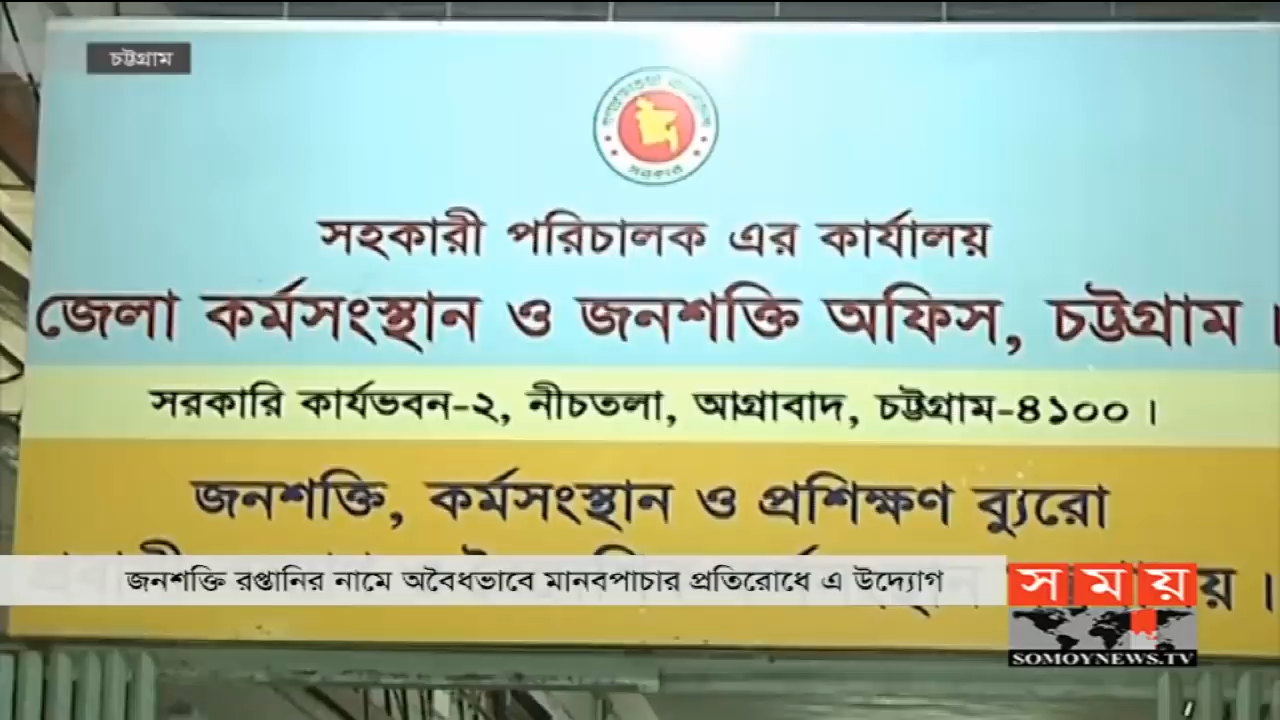 চট্টগ্রাম
সরকার
সহকারী পরিচালক এর কার্যালয়
জেলা কর্মসংস্থান ও জনশক্তি অফিস, চট্টগ্রাম।
সরকারি কার্যভবন-২, নীচতলা, আগ্রাবাদ, চট্টগ্রাম-৪১০০।
জনশক্তি, কর্মসংস্থান ও প্রশিক্ষণ ব্যুরো
জনশক্তি রপ্তানির নামে অবৈধভাবে মানবপাচার প্রতিরোধে এ উদ্যোগ
সময়
SOMOYNEWS.TV